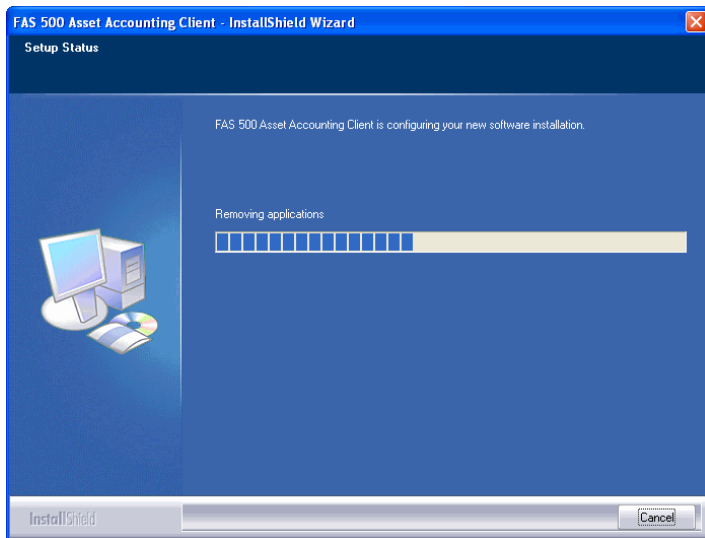 FAS 500 Asset Accounting Client - InstallShield Wizard
Setup Status
FAS 500 Asset Accounting Client is configuring your new software installation.
Removing applications
InstallShield
Cancel